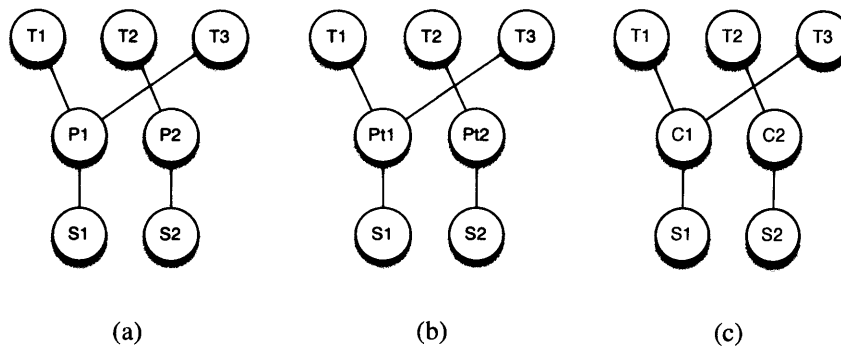 T1 T2 T3 T1 T2 T3 T1 T2 T3
P1 P2 Pt1 Pt2 C1 C2
S1 S2 S1 S2 S1 S2
(a) (b) (c)